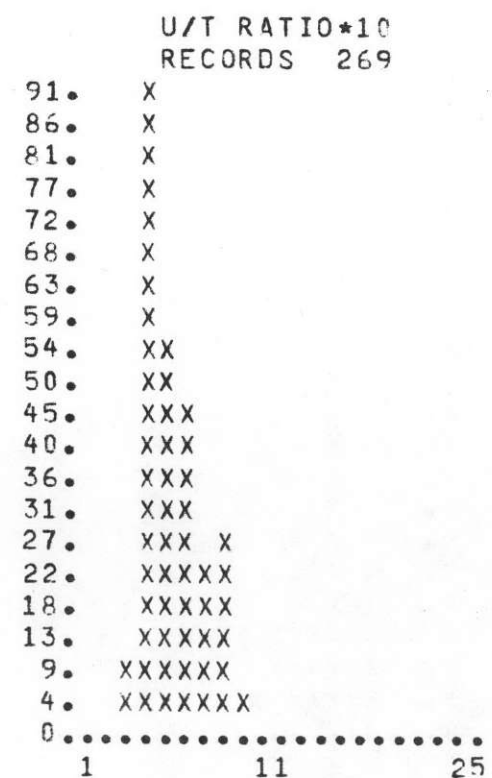 U/T RATIO*10
RECORDS 269
91. X
86. X
81. X
77. X
72. X
68. X
63. X
59. X
54. XX
50. XX
45. XXX
40. XXX
36. XXX
31. XXX
27. XXX X
22. XXXXX
18. XXXXX
13. XXXXX
9. XXXXXX
4. XXXXXXX
0......................
1 11 25